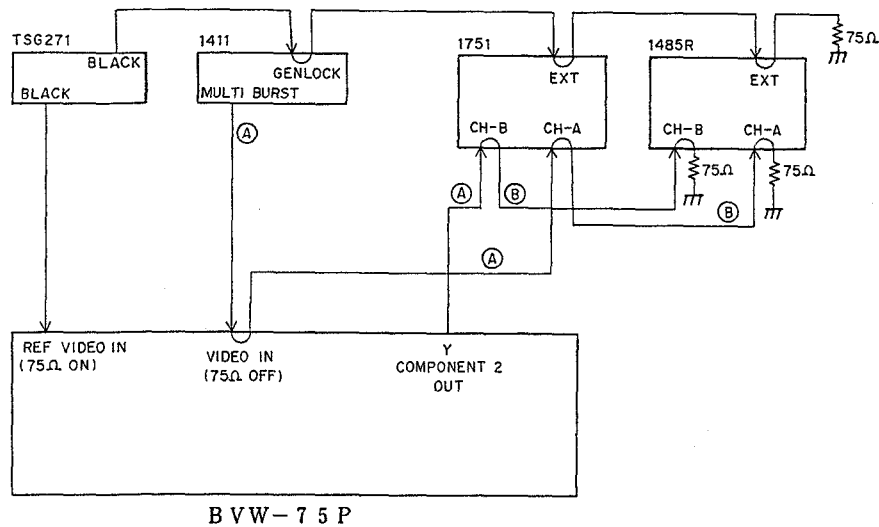 TSG271
BLACK
BLACK
1411
GENLOCK
MULTI BURST
1751
EXT
CH-B
CH-A
1485R
EXT
CH-B
CH-A
75Ω
75Ω
75Ω
A
A
B
B
A
REF VIDEO IN
(75Ω ON)
VIDEO IN
(75Ω OFF)
Y
COMPONENT 2
OUT
BVW-75P